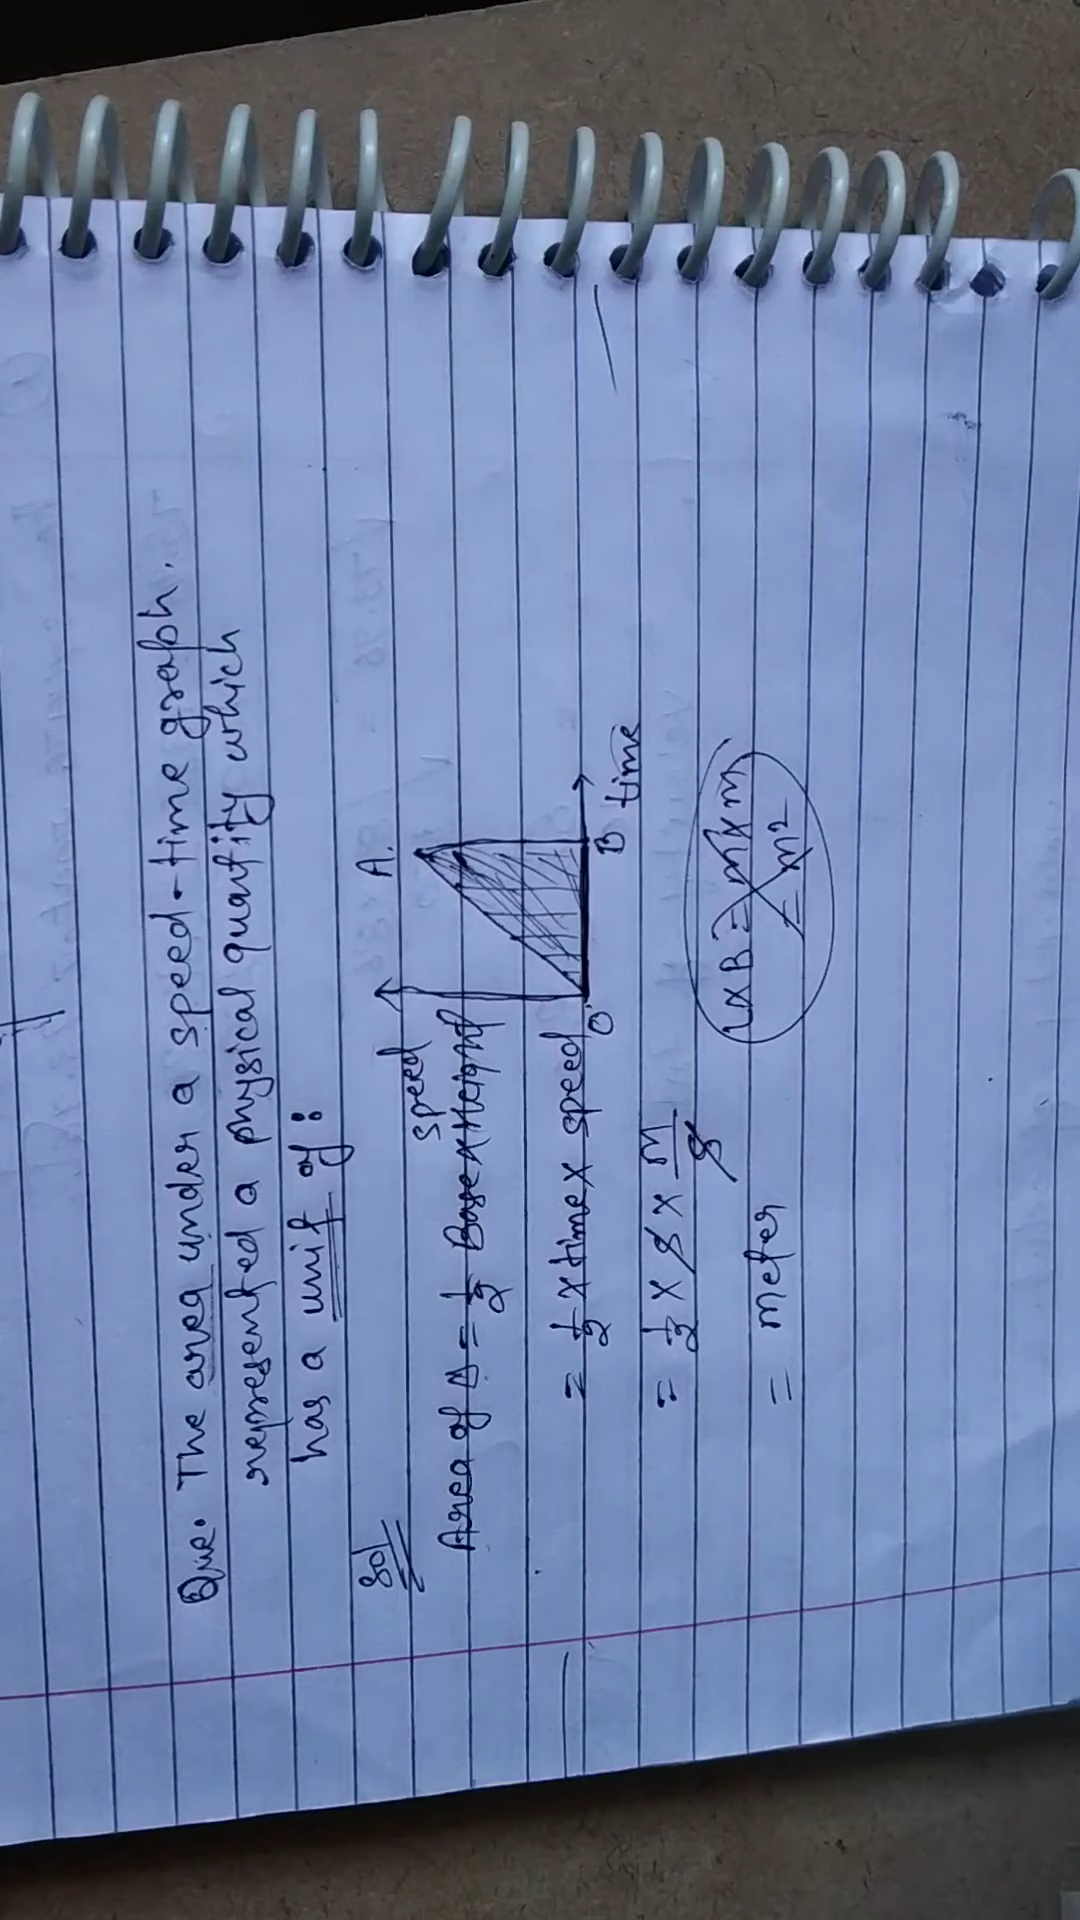 Que. The area under a speed-time graph.
represented a physical quantity which
has a unit of :
Sol
Speed
A.
O
B
time
Area of Δ = 1/2 Base × Height
= 1/2 × time × speed
= 1/2 × s × m/s
= meter
L×B = m×m
= m²